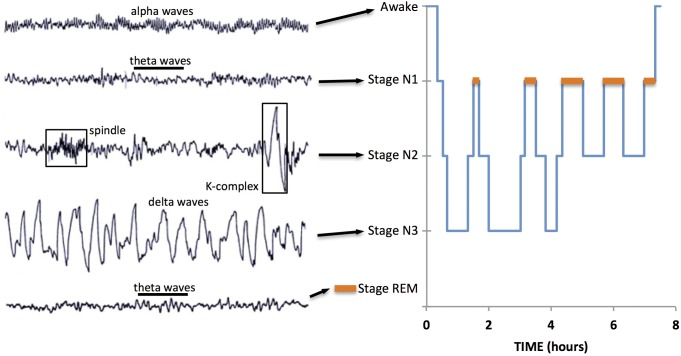 alpha waves
Awake
theta waves
Stage N1
spindle
Stage N2
K-complex
delta waves
Stage N3
theta waves
Stage REM
0 2 4 6 8
TIME (hours)